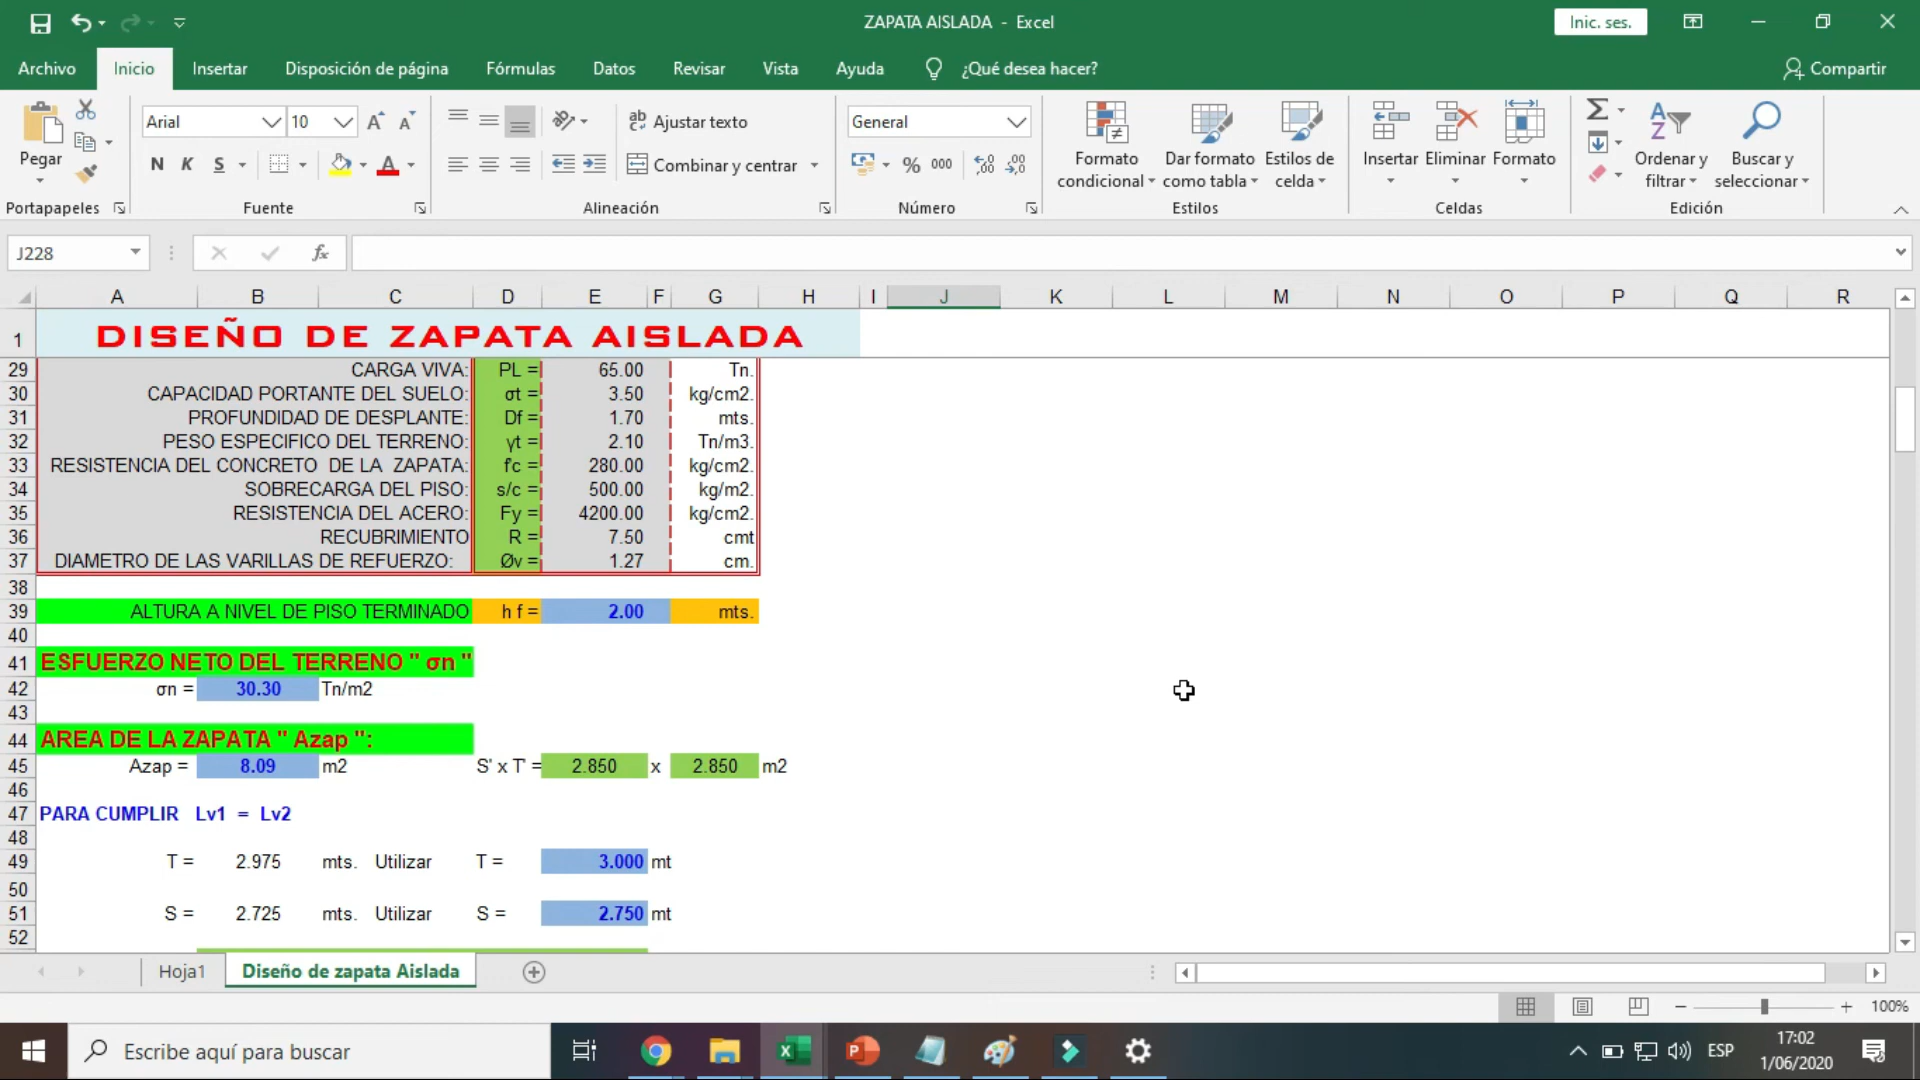 ZAPATA AISLADA - Excel
Inic. ses.
Archivo Inicio Insertar Disposición de página Fórmulas Datos Revisar Vista Ayuda ¿Qué desea hacer? Compartir
Pegar
Portapapeles
Arial 10
N K S
Fuente
Ajustar texto
Combinar y centrar
Alineación
General
% 000
Número
Formato condicional
Dar formato como tabla
Estilos de celda
Estilos
Insertar Eliminar Formato
Celdas
Ordenar y filtrar
Buscar y seleccionar
Edición
J228 fx
A B C D E F G H I J K L M N O P Q R
1 DISEÑO DE ZAPATA AISLADA
29 CARGA VIVA: PL = 65.00 Tn.
30 CAPACIDAD PORTANTE DEL SUELO: σt = 3.50 kg/cm2.
31 PROFUNDIDAD DE DESPLANTE: Df = 1.70 mts.
32 PESO ESPECIFICO DEL TERRENO: γt = 2.10 Tn/m3.
33 RESISTENCIA DEL CONCRETO DE LA ZAPATA: f'c = 280.00 kg/cm2.
34 SOBRECARGA DEL PISO: s/c = 500.00 kg/m2.
35 RESISTENCIA DEL ACERO: Fy = 4200.00 kg/cm2.
36 RECUBRIMIENTO R = 7.50 cmt
37 DIAMETRO DE LAS VARILLAS DE REFUERZO: Øv = 1.27 cm.
38
39 ALTURA A NIVEL DE PISO TERMINADO h f = 2.00 mts.
40
41 ESFUERZO NETO DEL TERRENO " σn "
42 σn = 30.30 Tn/m2
43
44 AREA DE LA ZAPATA " Azap ":
45 Azap = 8.09 m2 S' x T' = 2.850 x 2.850 m2
46
47 PARA CUMPLIR Lv1 = Lv2
48
49 T = 2.975 mts. Utilizar T = 3.000 mt
50
51 S = 2.725 mts. Utilizar S = 2.750 mt
52
Hoja1 Diseño de zapata Aislada
100%
Escribe aquí para buscar
ESP
17:02
1/06/2020